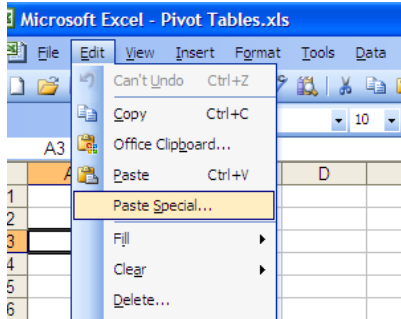 Microsoft Excel - Pivot Tables.xls
File Edit View Insert Format Tools Data
Can't Undo Ctrl+Z
Copy Ctrl+C
10
Office Clipboard...
A3
Paste Ctrl+V
D
Paste Special...
1
2
3
Fill
4
Clear
5
Delete...
6